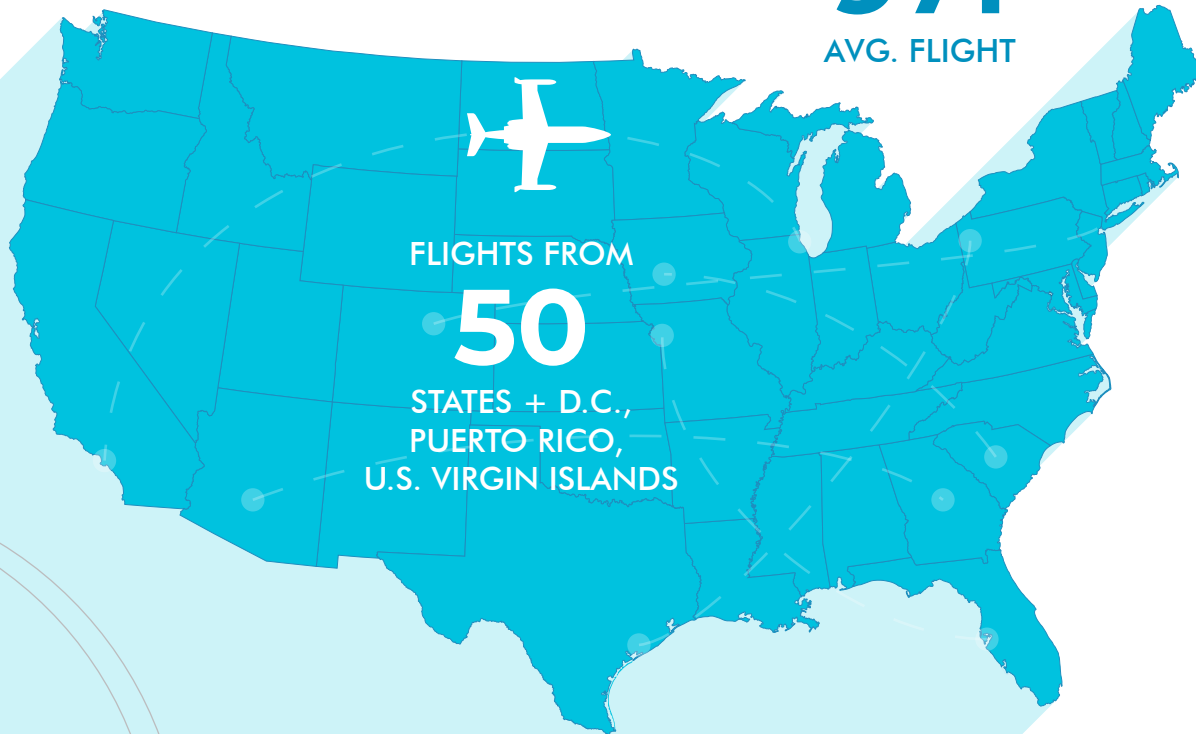 AVG. FLIGHT
FLIGHTS FROM
50
STATES + D.C.,
PUERTO RICO,
U.S. VIRGIN ISLANDS